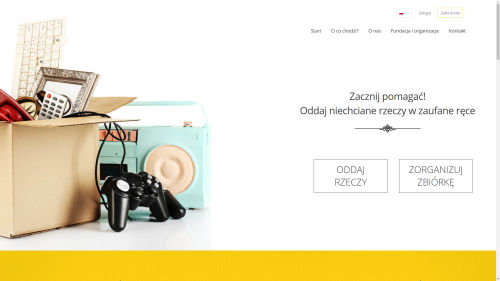 Zaloguj
Załóż konto
Start O co chodzi? O nas Fundacja i organizacje Kontakt
Zacznij pomagać!
Oddaj niechciane rzeczy w zaufane ręce
ODDAJ
RZECZY
ZORGANIZUJ
ZBIÓRKĘ